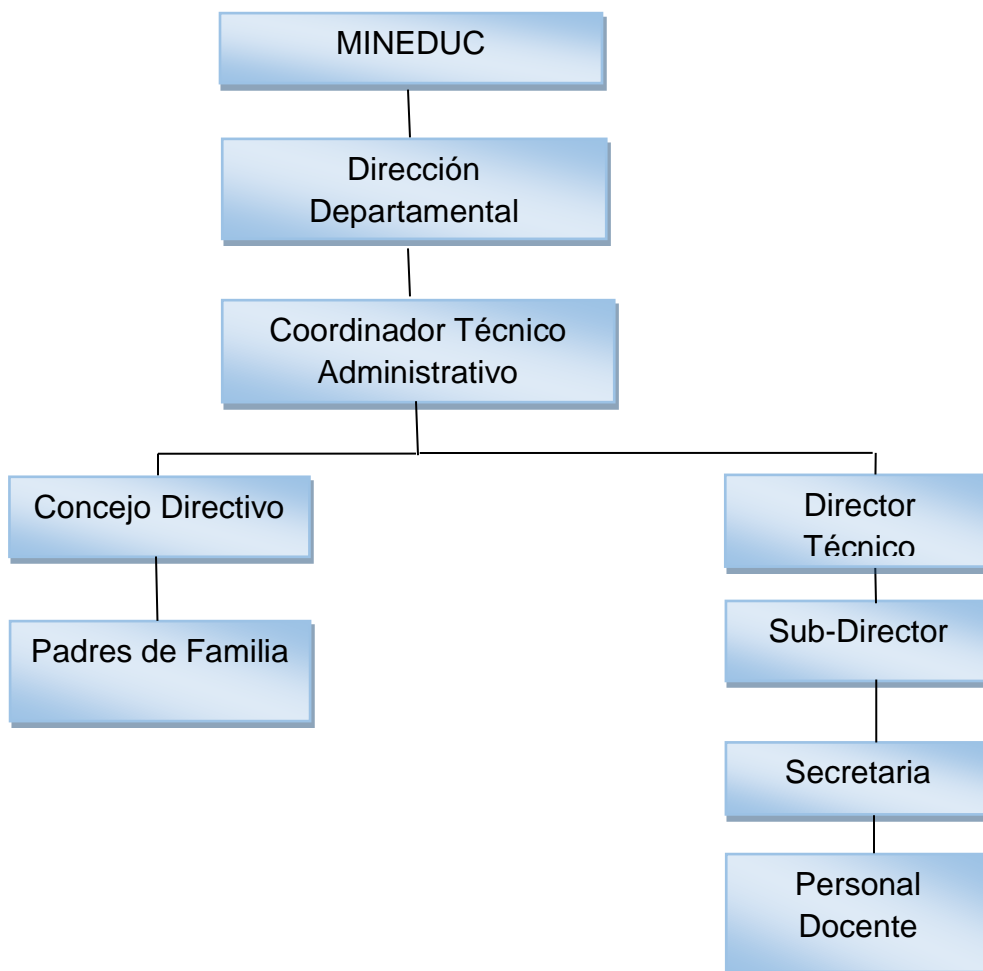 MINEDUC
Dirección
Departamental
Coordinador Técnico
Administrativo
Concejo Directivo
Padres de Familia
Director
Técnico
Sub-Director
Secretaria
Personal
Docente